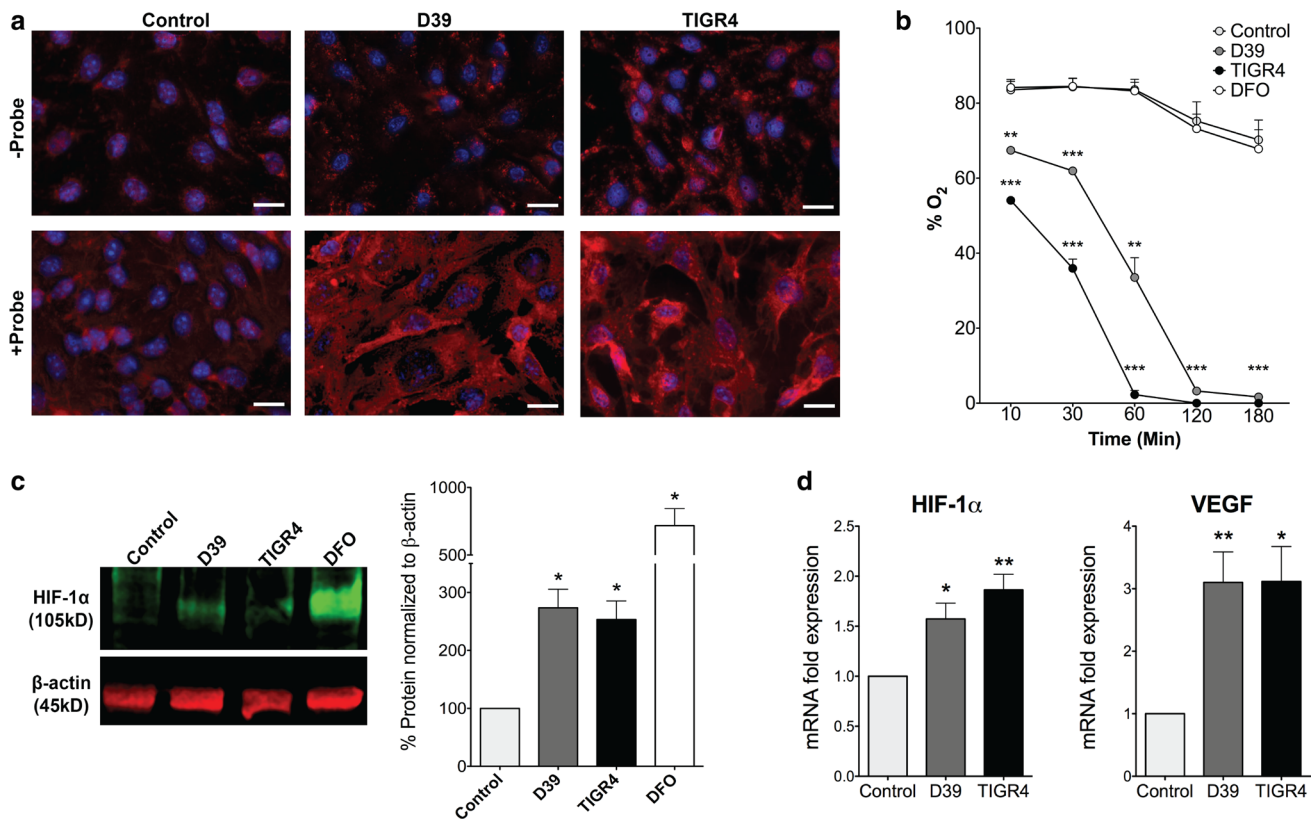 a
Control
D39
TIGR4
-Probe
+Probe
b
100
80
60
40
20
0
% O2
Control
D39
TIGR4
DFO
**
***
***
***
**
***
***
***
10
30
60
120
180
Time (Min)
c
Control
D39
TIGR4
DFO
HIF-1α
(105kD)
β-actin
(45kD)
% Protein normalized to β-actin
1000
500
300
200
100
0
*
*
*
Control
D39
TIGR4
DFO
d
HIF-1α
mRNA fold expression
2.5
2.0
1.5
1.0
0.5
0.0
*
**
Control
D39
TIGR4
VEGF
mRNA fold expression
4
3
2
1
0
**
*
Control
D39
TIGR4